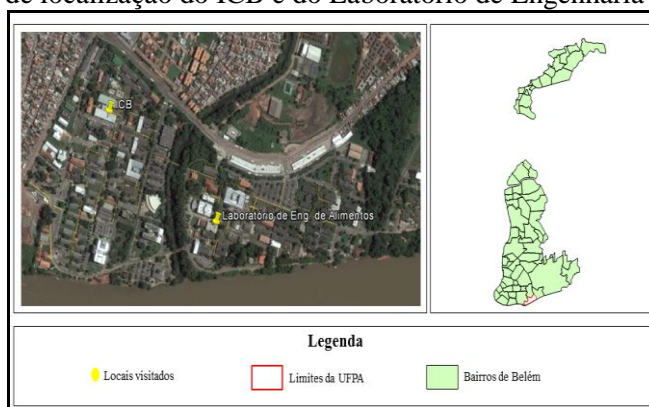 de localização do ICB e do Laboratório de Engenharia
ICB
Laboratório de Eng. de Alimentos
Legenda
Locais visitados
Limites da UFPA
Bairros de Belém